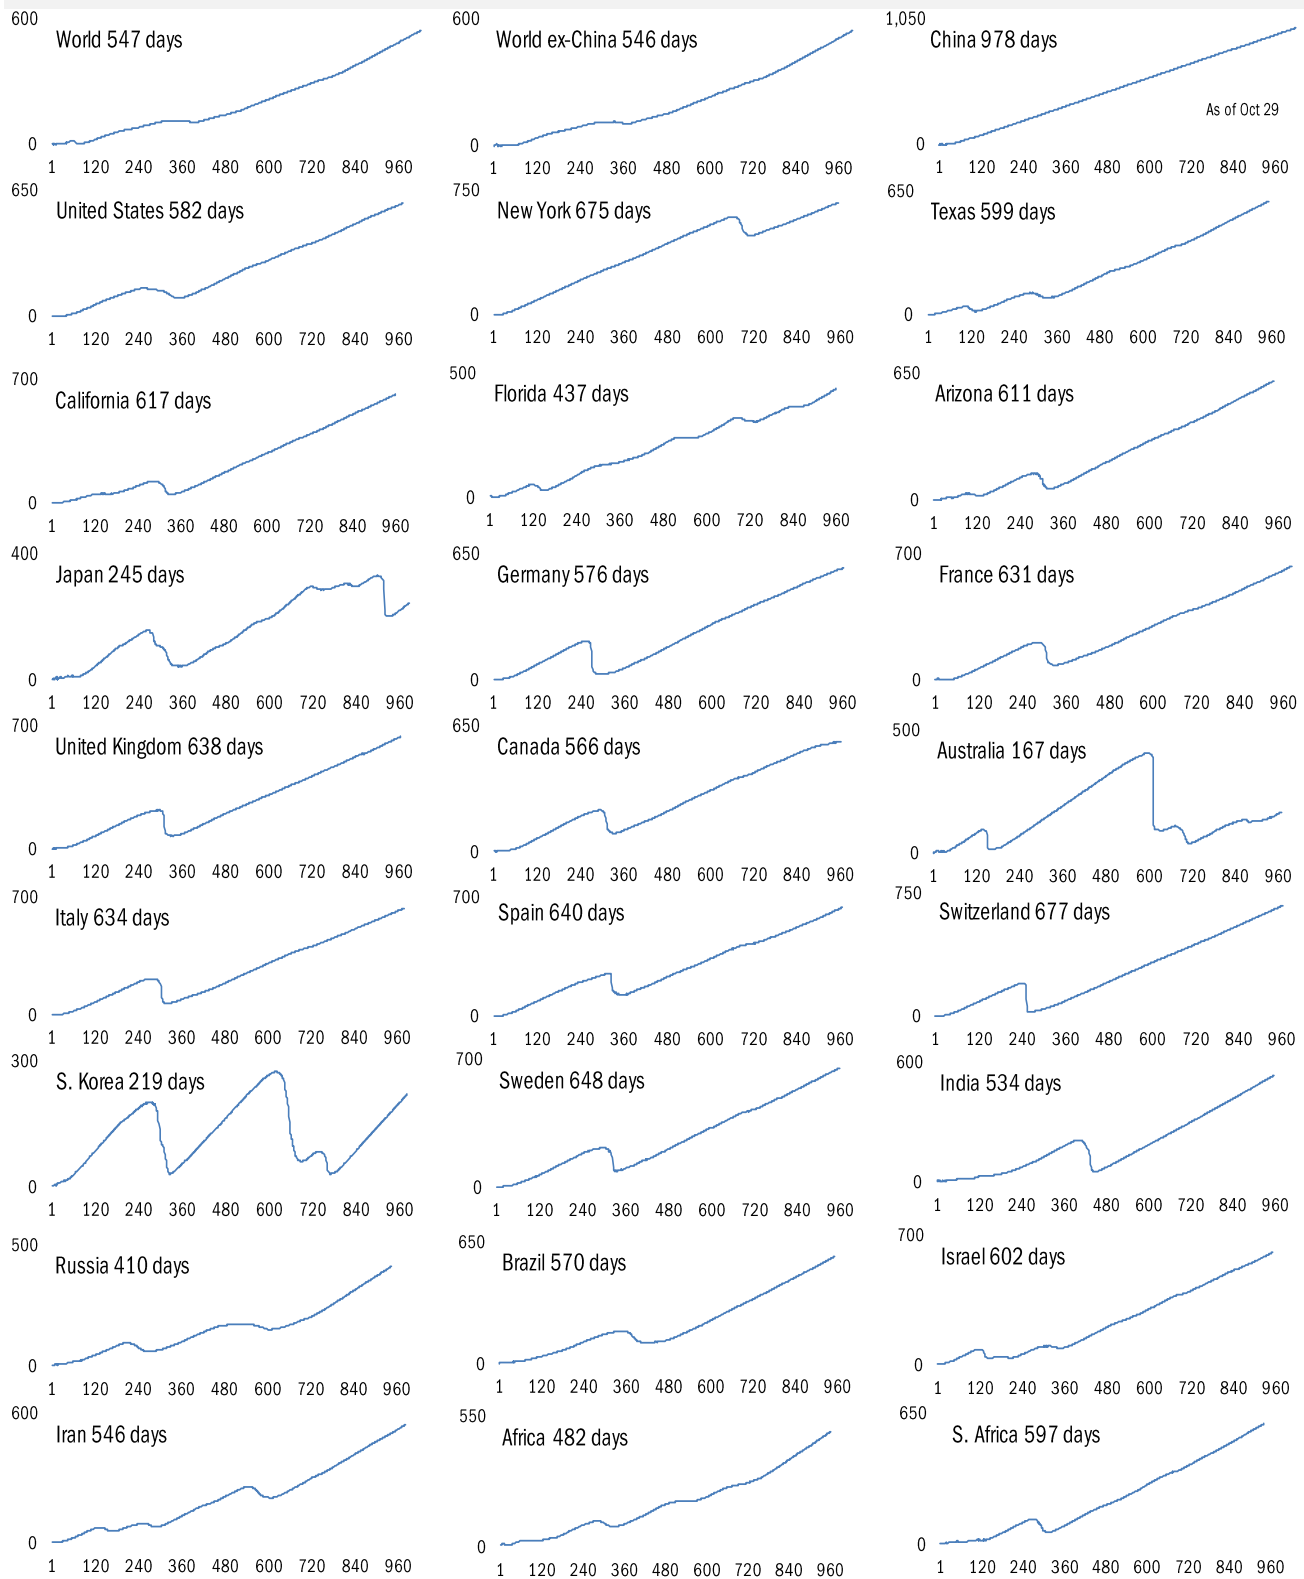 600 600 1,050
World 547 days World ex-China 546 days China 978 days
As of Oct 29
0 0 0
1 120 240 360 480 600 720 840 960 1 120 240 360 480 600 720 840 960 1 120 240 360 480 600 720 840 960
650 750 650
United States 582 days New York 675 days Texas 599 days
0 0 0
1 120 240 360 480 600 720 840 960 1 120 240 360 480 600 720 840 960 1 120 240 360 480 600 720 840 960
700 500 650
California 617 days Florida 437 days Arizona 611 days
0 0 0
1 120 240 360 480 600 720 840 960 1 120 240 360 480 600 720 840 960 1 120 240 360 480 600 720 840 960
400 650 700
Japan 245 days Germany 576 days France 631 days
0 0 0
1 120 240 360 480 600 720 840 960 1 120 240 360 480 600 720 840 960 1 120 240 360 480 600 720 840 960
700 650 500
United Kingdom 638 days Canada 566 days Australia 167 days
0 0 0
1 120 240 360 480 600 720 840 960 1 120 240 360 480 600 720 840 960 1 120 240 360 480 600 720 840 960
700 700 750
Italy 634 days Spain 640 days Switzerland 677 days
0 0 0
1 120 240 360 480 600 720 840 960 1 120 240 360 480 600 720 840 960 1 120 240 360 480 600 720 840 960
300 700 600
S. Korea 219 days Sweden 648 days India 534 days
0 0 0
1 120 240 360 480 600 720 840 960 1 120 240 360 480 600 720 840 960 1 120 240 360 480 600 720 840 960
500 650 700
Russia 410 days Brazil 570 days Israel 602 days
0 0 0
1 120 240 360 480 600 720 840 960 1 120 240 360 480 600 720 840 960 1 120 240 360 480 600 720 840 960
600 550 650
Iran 546 days Africa 482 days S. Africa 597 days
0 0 0
1 120 240 360 480 600 720 840 960 1 120 240 360 480 600 720 840 960 1 120 240 360 480 600 720 840 960